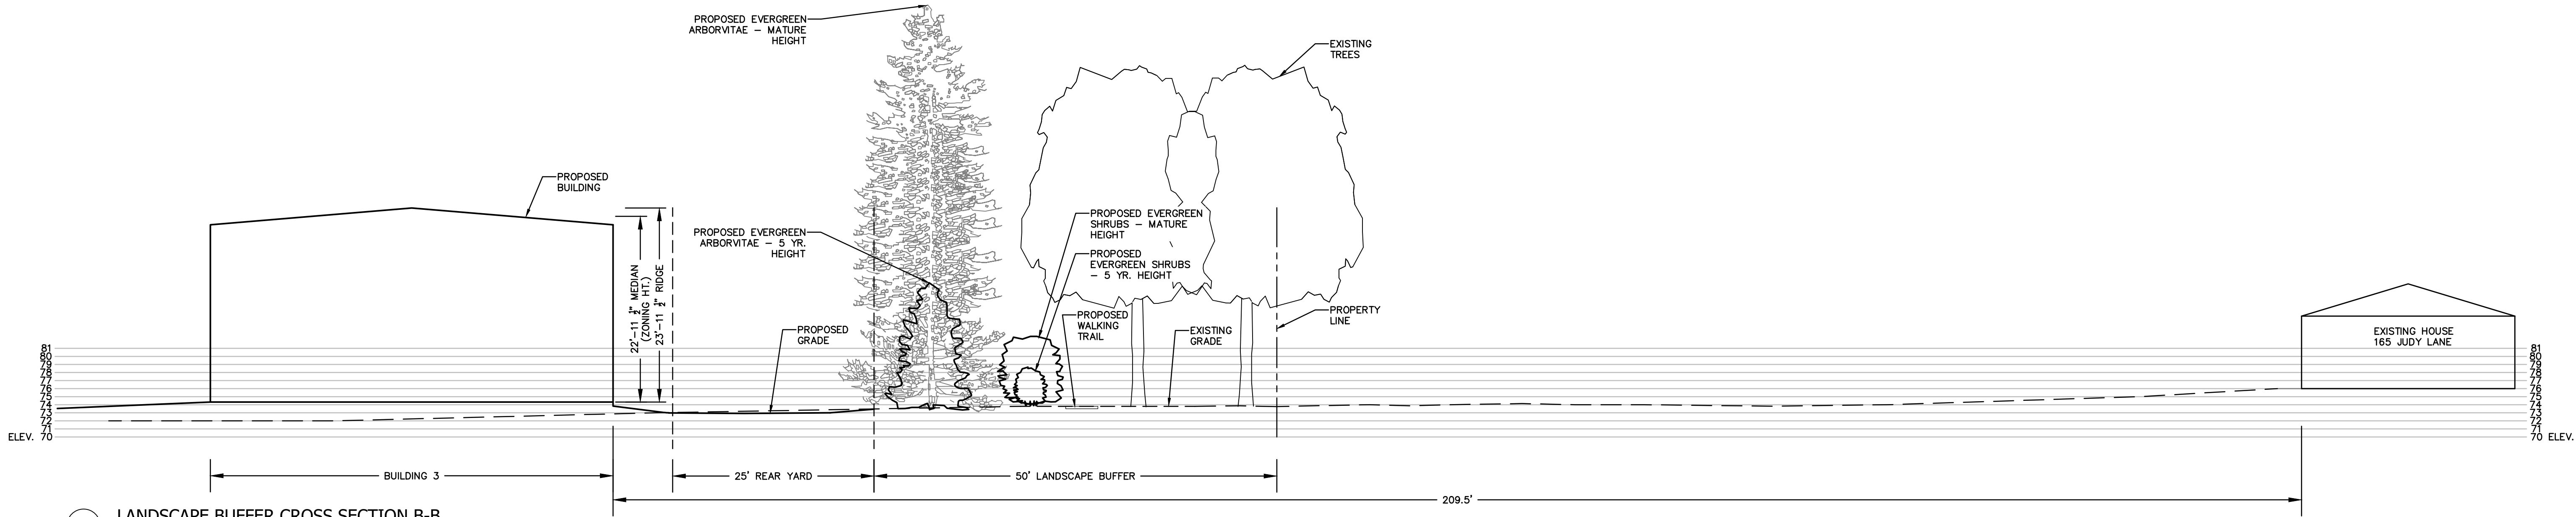 PROPOSED EVERGREEN
ARBORVITAE - MATURE
HEIGHT
EXISTING
TREES
PROPOSED
BUILDING
PROPOSED EVERGREEN
ARBORVITAE - 5 YR.
HEIGHT
PROPOSED EVERGREEN
SHRUBS - MATURE
HEIGHT
PROPOSED
EVERGREEN SHRUBS
- 5 YR. HEIGHT
22'-11 1/2" MEDIAN
(ZONING HT.)
23'-11 1/2" RIDGE
PROPOSED
GRADE
PROPOSED
WALKING
TRAIL
EXISTING
GRADE
PROPERTY
LINE
EXISTING HOUSE
165 JUDY LANE
81
80
79
78
77
76
75
74
73
72
71
ELEV. 70
81
80
79
78
77
76
75
74
73
72
71
70 ELEV.
BUILDING 3
25' REAR YARD
50' LANDSCAPE BUFFER
209.5'
LANDSCAPE BUFFER CROSS SECTION B-B